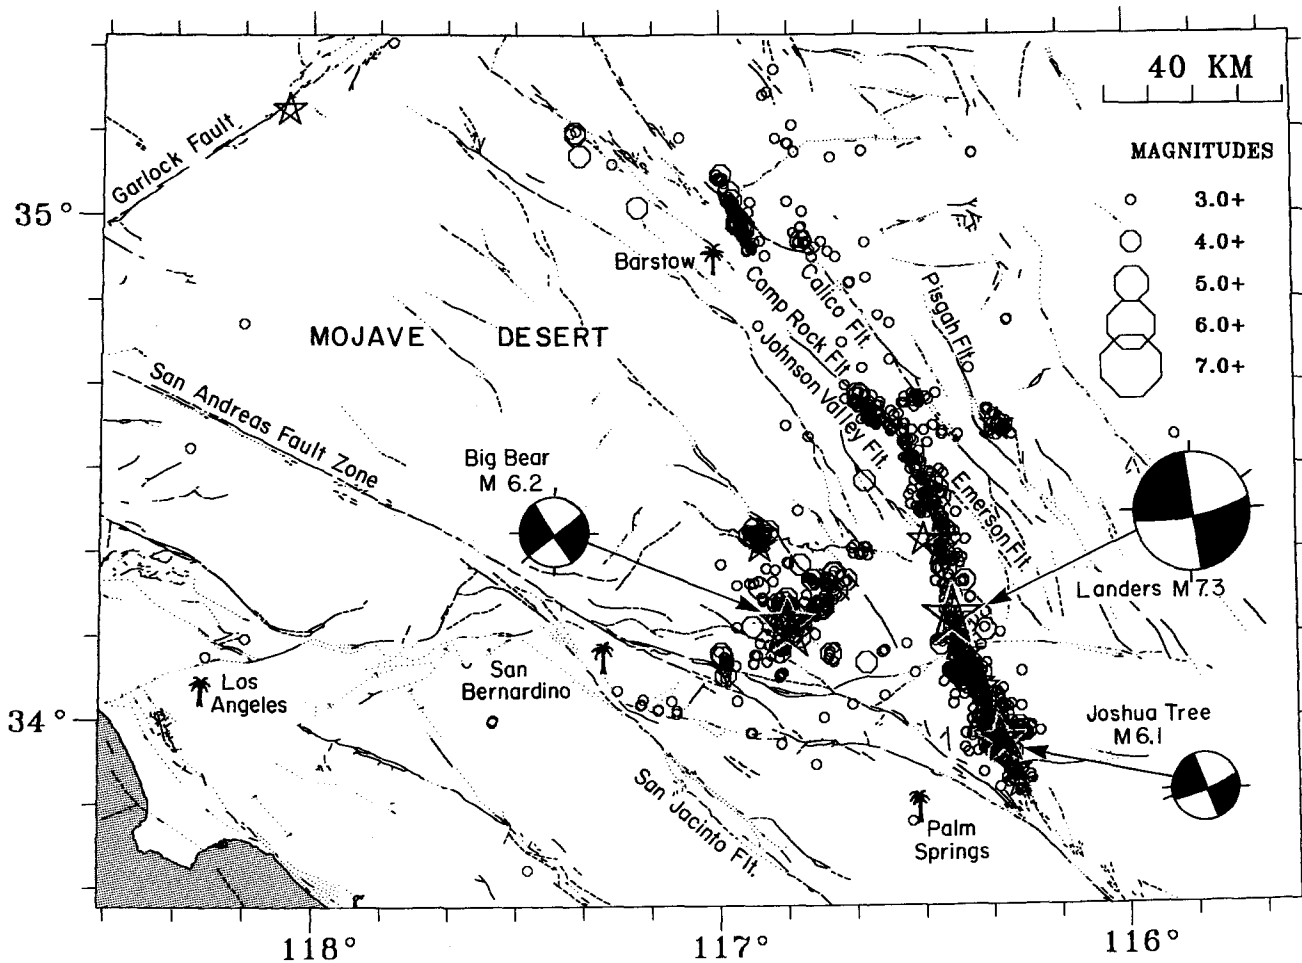 40 KM
MAGNITUDES
3.0+
4.0+
5.0+
6.0+
7.0+
Garlock Fault
35°
Barstow
Camp Rock Flt.
Calico Flt.
Pisgah Flt.
Johnson Valley Flt.
MOJAVE DESERT
San Andreas Fault Zone
Big Bear
M 6.2
Emerson Flt.
Landers M7.3
San
Bernardino
Los
Angeles
34°
Joshua Tree
M6.1
San Jacinto Flt.
Palm
Springs
118°
117°
116°